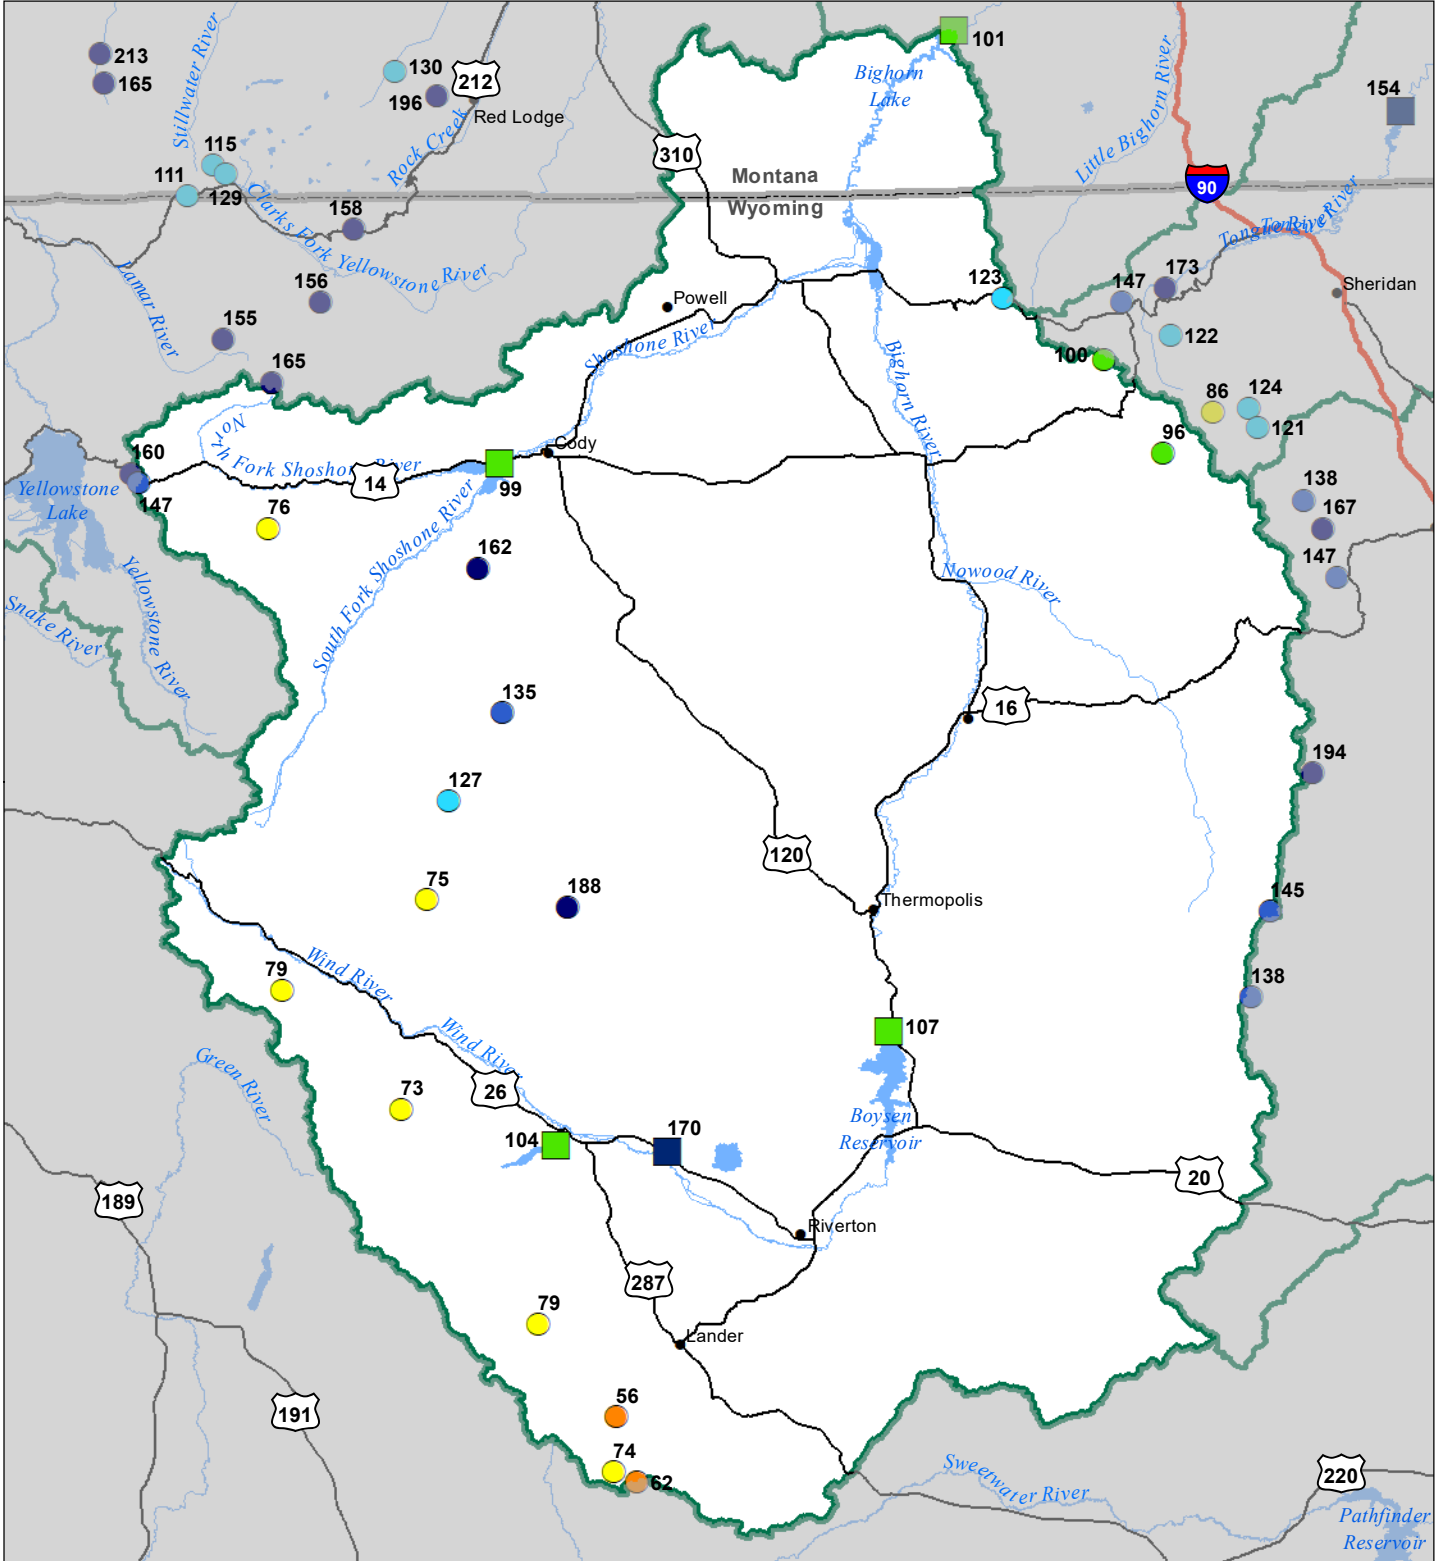 213
165
Stillwater River
130
212
196
Red Lodge
Rock Creek
101
Bighorn
Lake
Little Bighorn River
154
310
115
111
129
Montana
Wyoming
90
158
Clarks Fork Yellowstone River
Tongue River
Tongue River
Lamar River
156
155
165
Powell
Shoshone River
123
147
173
Sheridan
122
100
Bighorn River
86
124
121
96
North Fork Shoshone River
Cody
160
147
Yellowstone
Lake
14
99
76
138
167
147
162
South Fork Shoshone River
Nowood River
Yellowstone River
Snake River
135
16
127
194
120
75
188
Thermopolis
145
Wind River
79
138
107
Wind River
Green River
26
73
Boysen
Reservoir
104
170
20
189
Riverton
287
79
Lander
191
56
74
62
Sweetwater River
220
Pathfinder
Reservoir